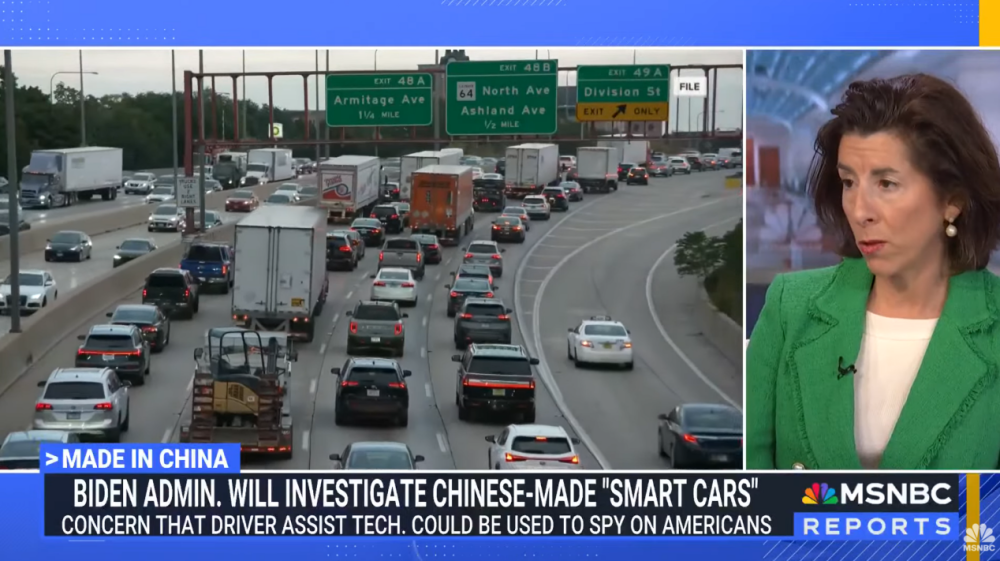 EXIT 48A
Armitage Ave
1¼ MILE
EXIT 48B
64 North Ave
Ashland Ave
½ MILE
EXIT 49A
Division St
EXIT ONLY
FILE
>MADE IN CHINA
BIDEN ADMIN. WILL INVESTIGATE CHINESE-MADE "SMART CARS"
CONCERN THAT DRIVER ASSIST TECH. COULD BE USED TO SPY ON AMERICANS
MSNBC
REPORTS
MSNBC